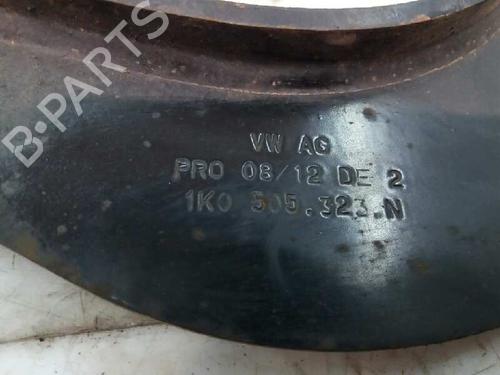 B-PARTS
VW AG
PRO 08/12 DE 2
1K0 505.323.N